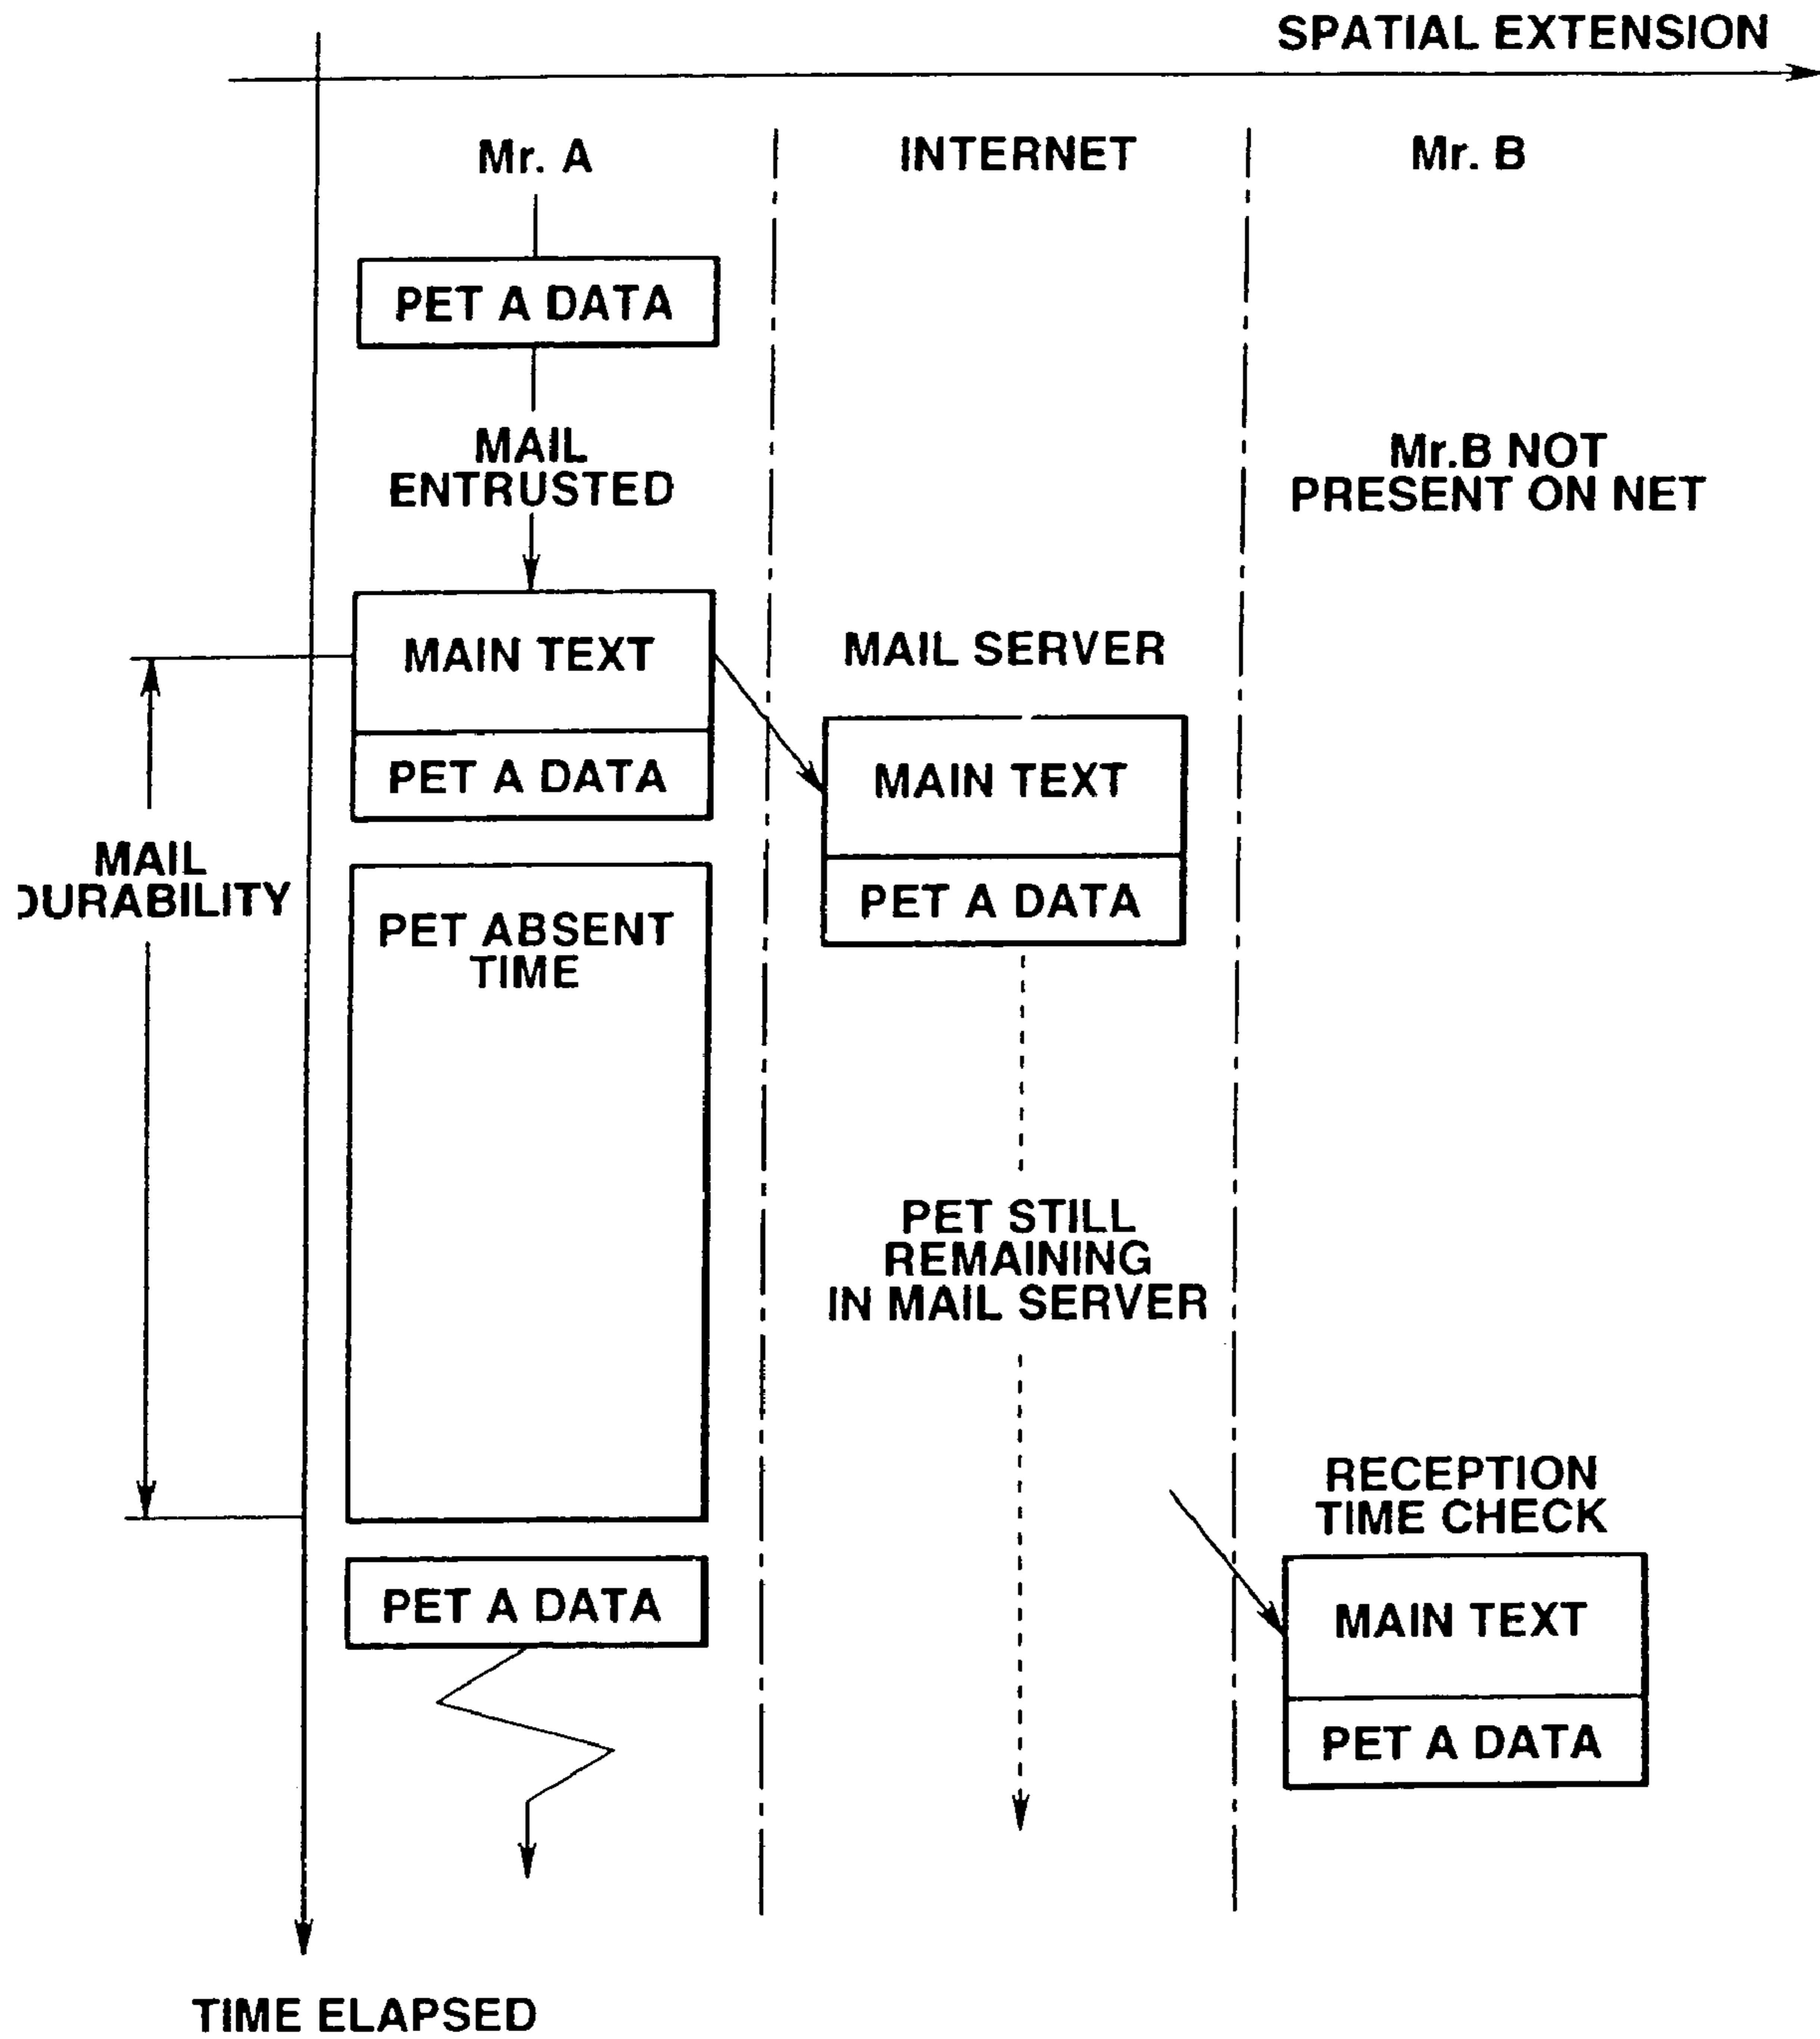 SPATIAL EXTENSION
Mr. A
INTERNET
Mr. B
PET A DATA
MAIL
ENTRUSTED
Mr.B NOT
PRESENT ON NET
MAIN TEXT
PET A DATA
MAIL SERVER
MAIN TEXT
PET A DATA
MAIL
DURABILITY
PET ABSENT
TIME
PET STILL
REMAINING
IN MAIL SERVER
RECEPTION
TIME CHECK
PET A DATA
MAIN TEXT
PET A DATA
TIME ELAPSED